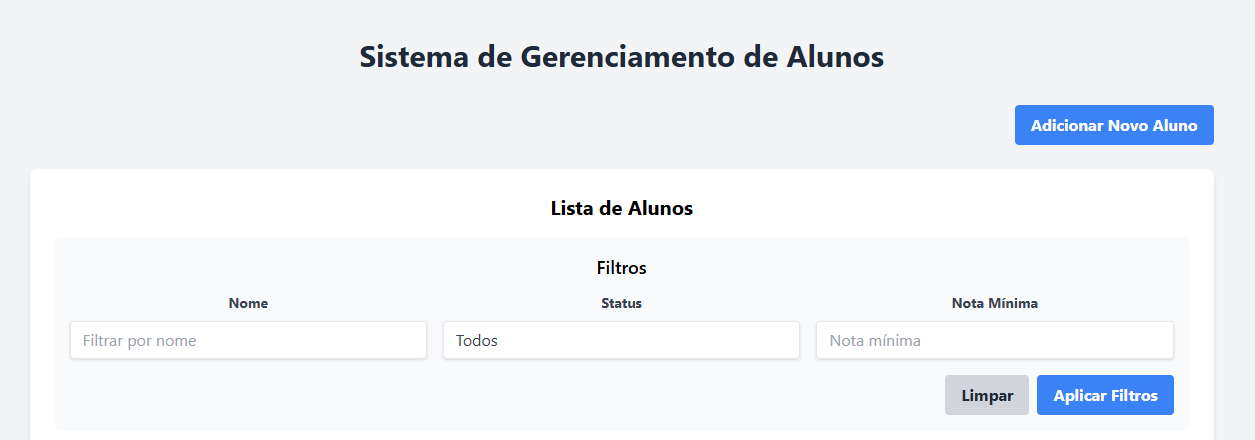 Sistema de Gerenciamento de Alunos
Adicionar Novo Aluno
Lista de Alunos
Filtros
Nome
Status
Nota Mínima
Filtrar por nome
Todos
Nota mínima
Limpar
Aplicar Filtros